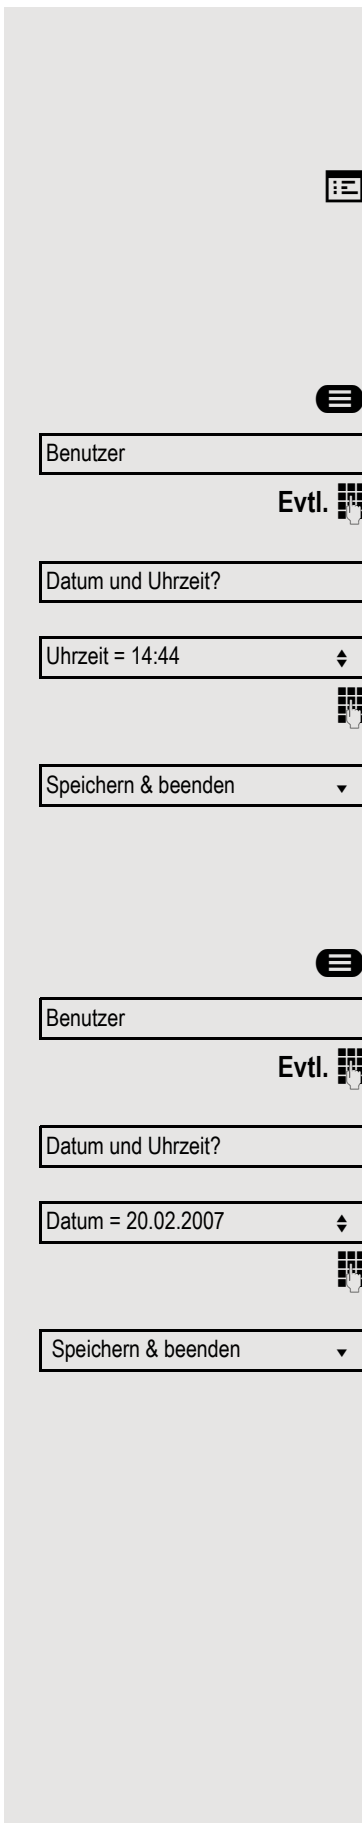 Benutzer
Evtl.
Datum und Uhrzeit?
Uhrzeit = 14:44
Speichern & beenden
Benutzer
Evtl.
Datum und Uhrzeit?
Datum = 20.02.2007
Speichern & beenden